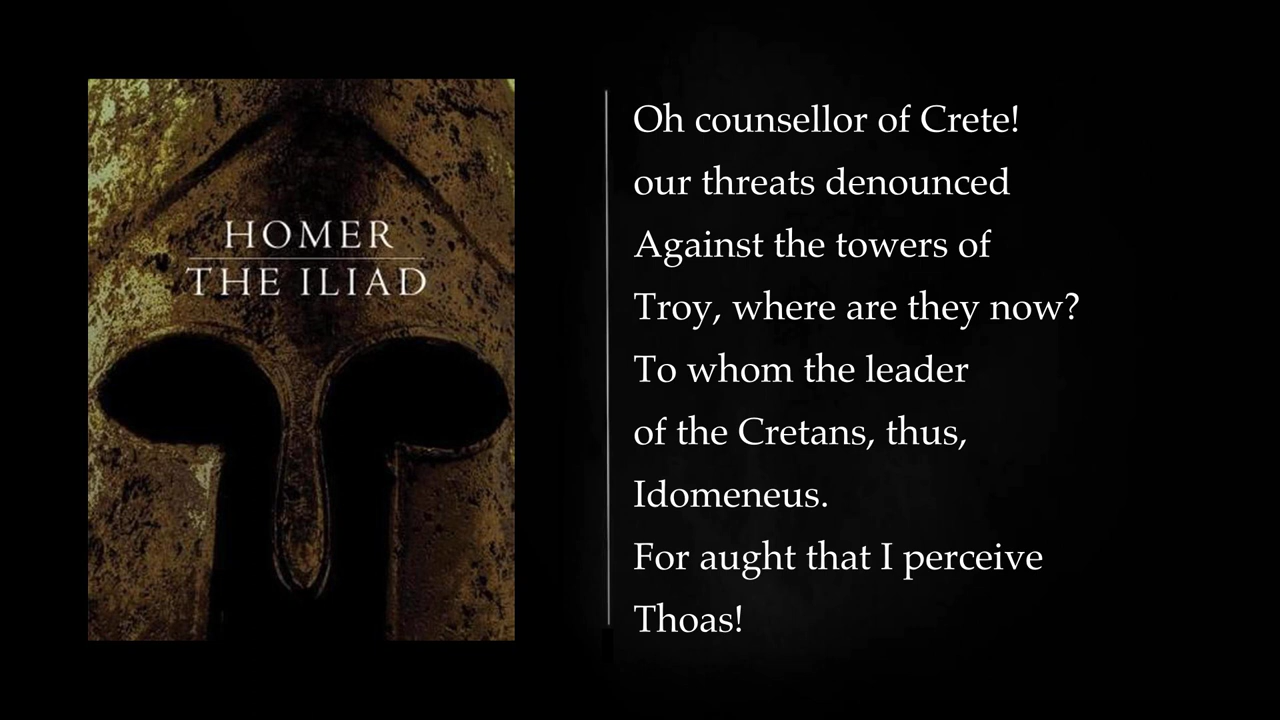 HOMER
THE ILIAD
Oh counsellor of Crete!
our threats denounced
Against the towers of
Troy, where are they now?
To whom the leader
of the Cretans, thus,
Idomeneus.
For aught that I perceive
Thoas!